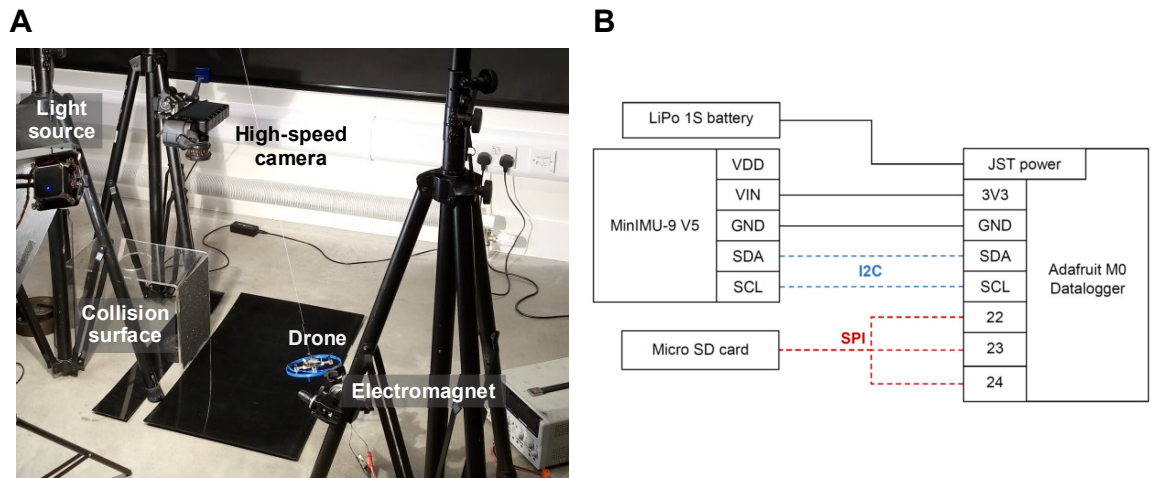 A
Light
source
High-speed
camera
Collision
surface
Drone
Electromagnet
B
LiPo 1S battery
MinIMU-9 V5
VDD
VIN
GND
SDA
SCL
I2C
JST power
3V3
GND
SDA
SCL
22
23
24
Adafruit M0
Datalogger
Micro SD card
SPI